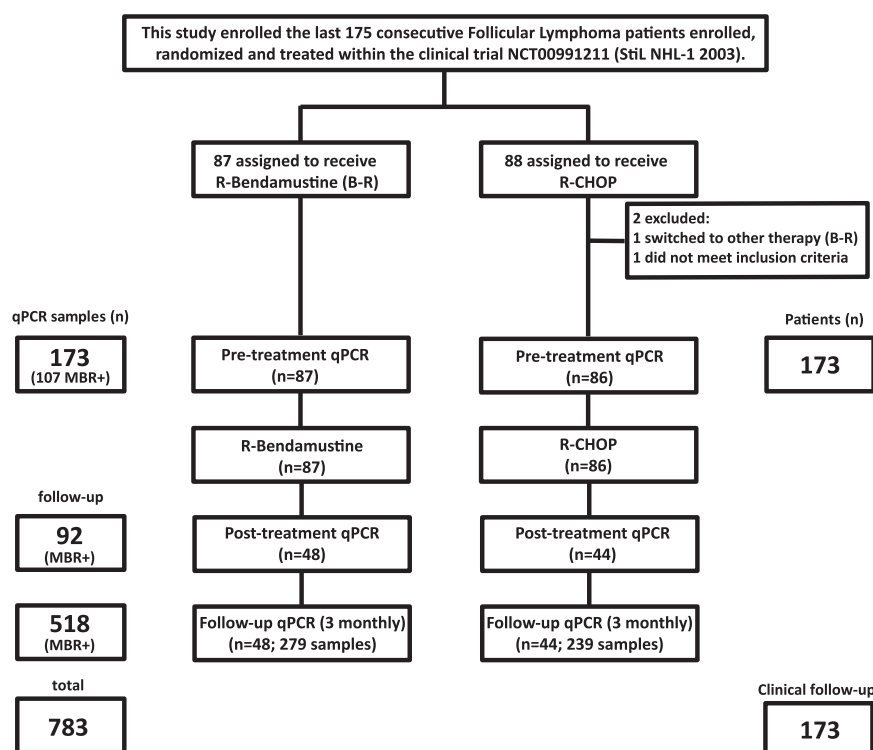 This study enrolled the last 175 consecutive Follicular Lymphoma patients enrolled,
randomized and treated within the clinical trial NCT00991211 (StiL NHL-1 2003).
87 assigned to receive
R-Bendamustine (B-R)
88 assigned to receive
R-CHOP
2 excluded:
1 switched to other therapy (B-R)
1 did not meet inclusion criteria
qPCR samples (n)
173
(107 MBR+)
Pre-treatment qPCR
(n=87)
Pre-treatment qPCR
(n=86)
Patients (n)
173
R-Bendamustine
(n=87)
R-CHOP
(n=86)
follow-up
92
(MBR+)
Post-treatment qPCR
(n=48)
Post-treatment qPCR
(n=44)
518
(MBR+)
Follow-up qPCR (3 monthly)
(n=48; 279 samples)
Follow-up qPCR (3 monthly)
(n=44; 239 samples)
total
783
Clinical follow-up
173